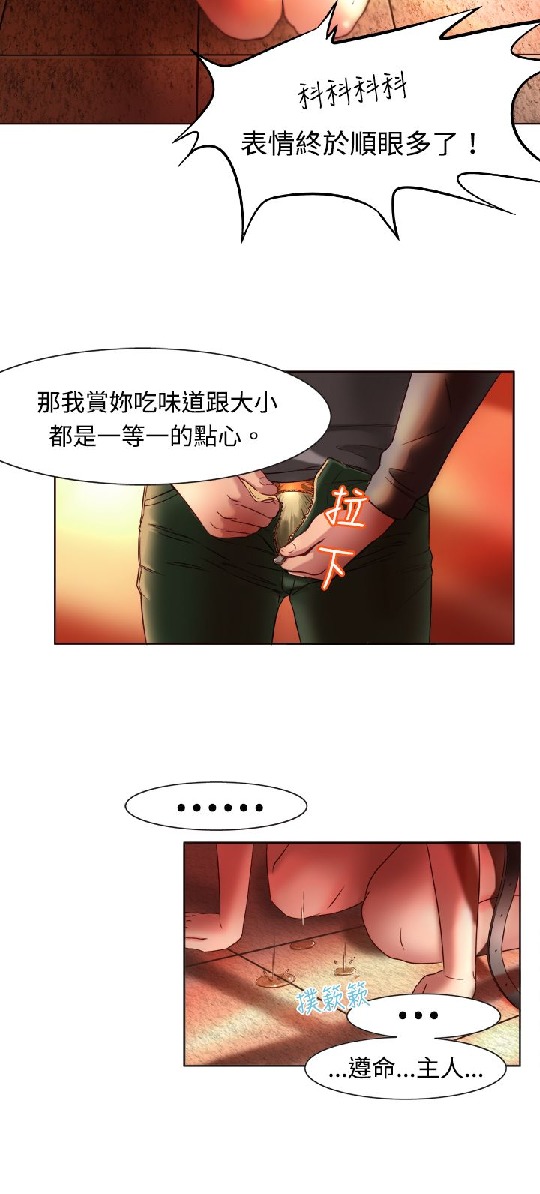 科科科科
表情終於順眼多了！
那我賞妳吃味道跟大小
都是一等一的點心。
拉
下
••••••
撲簌簌
•••
...遵命...主人...